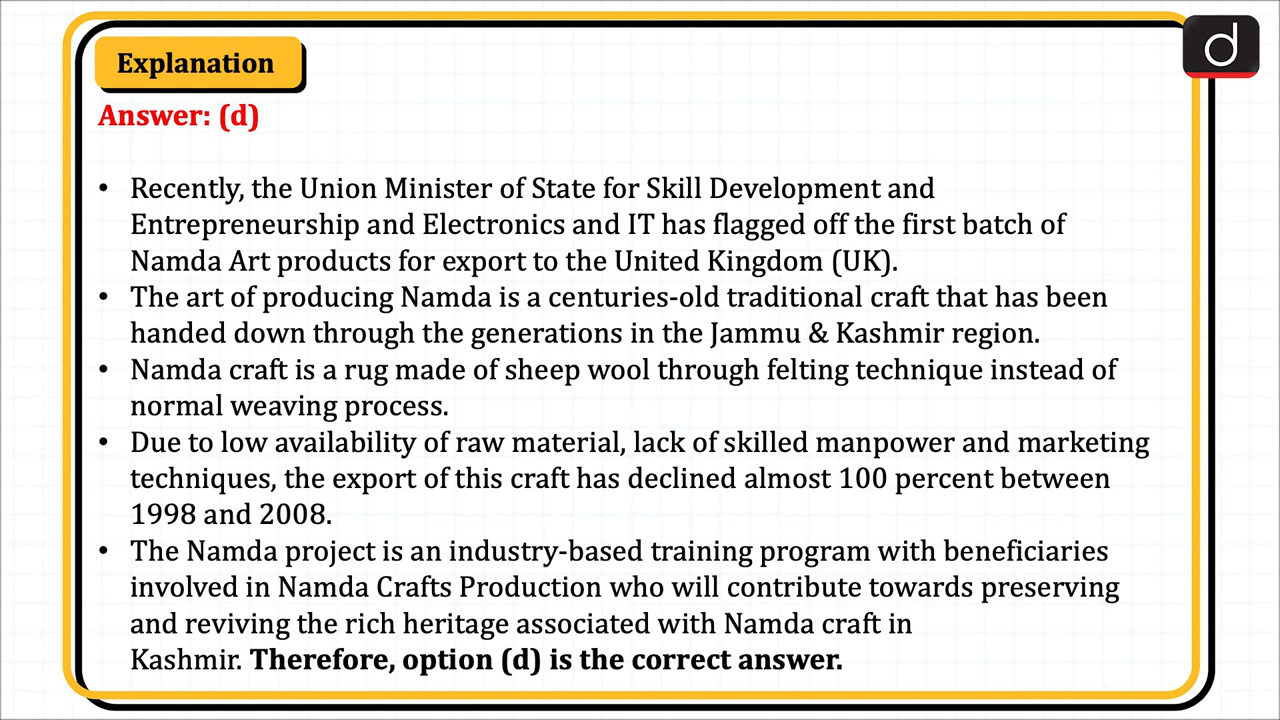 Explanation
d
Answer: (d)
• Recently, the Union Minister of State for Skill Development and
Entrepreneurship and Electronics and IT has flagged off the first batch of
Namda Art products for export to the United Kingdom (UK).
• The art of producing Namda is a centuries-old traditional craft that has been
handed down through the generations in the Jammu & Kashmir region.
• Namda craft is a rug made of sheep wool through felting technique instead of
normal weaving process.
• Due to low availability of raw material, lack of skilled manpower and marketing
techniques, the export of this craft has declined almost 100 percent between
1998 and 2008.
• The Namda project is an industry-based training program with beneficiaries
involved in Namda Crafts Production who will contribute towards preserving
and reviving the rich heritage associated with Namda craft in
Kashmir. Therefore, option (d) is the correct answer.